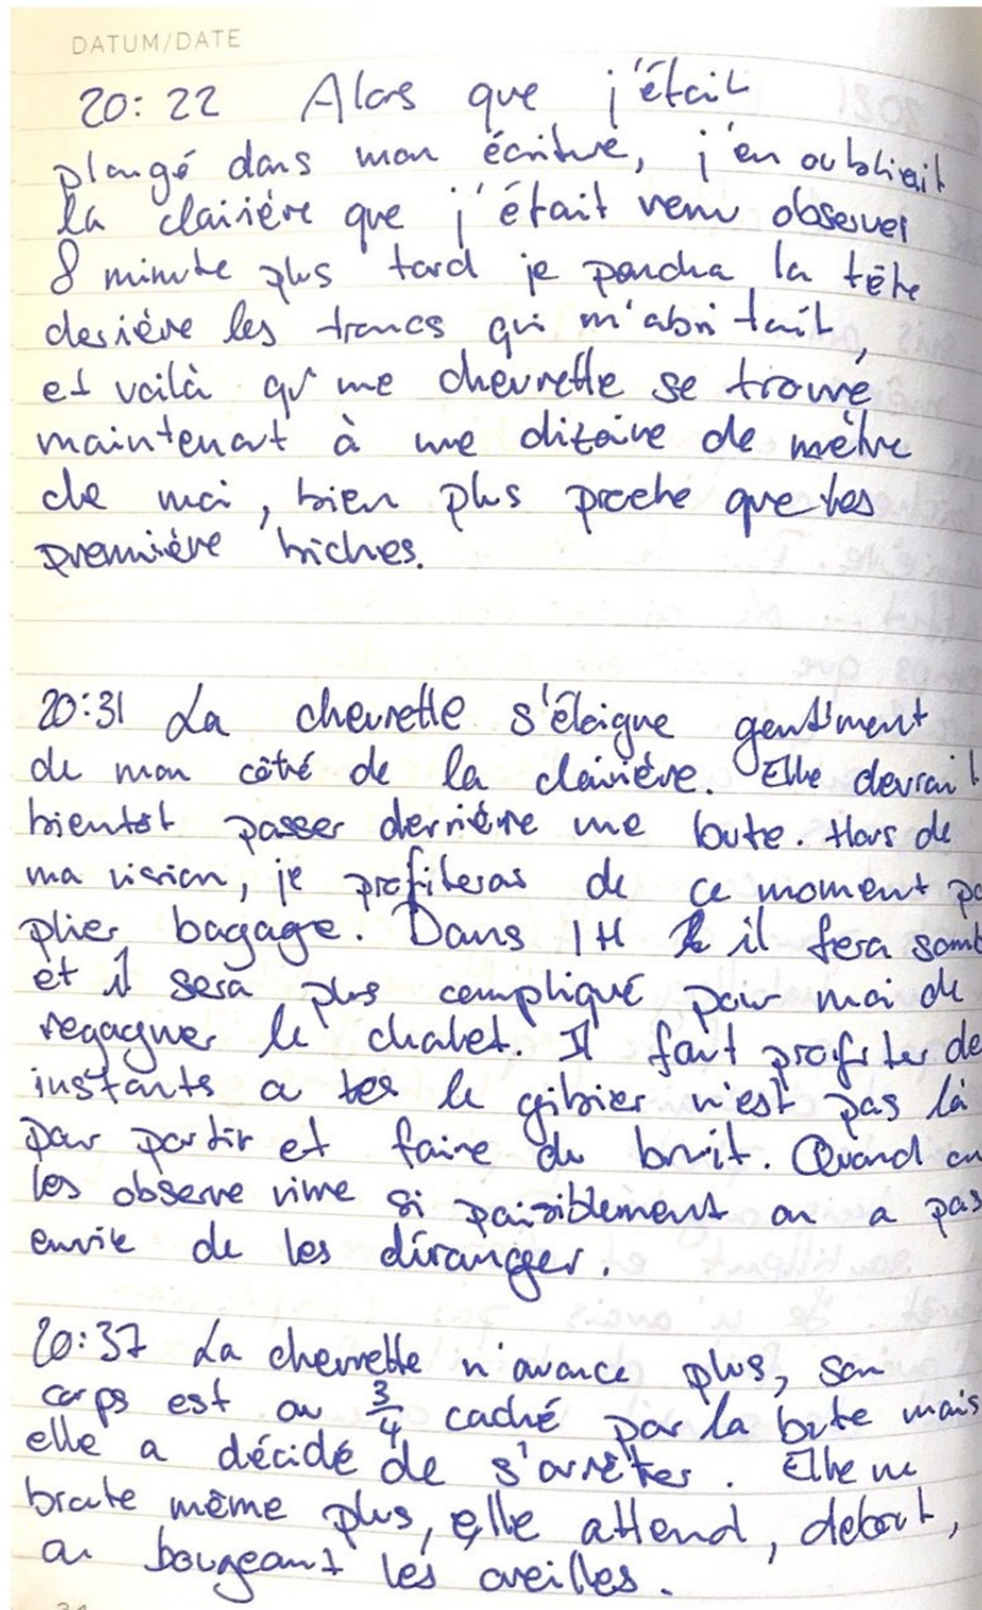 DATUM/DATE
20:22 Alors que j'était
plongé dans mon écriture, j'en oubliait
la clairière que j'était venu observer
8 minute plus tard je pencha la tête
derière les troncs qui m'abritait,
et voilà qu'une chevrette se trouve
maintenant à une dizaine de mètre
de moi, bien plus proche que les
première biches.
20:31 La chevrette s'éloigne gentiment
de mon côté de la clairière. Elle devrait
bientôt passer derrière une bute. Hors de
ma vision, je profiteras de ce moment po
plier bagage. Dans 1H il fera somb
et il sera plus compliqué pour moi de
regagner le chalet. Il faut profiter de
instants où le gibier n'est pas là
pour partir et faire du bruit. Quand on
les observe vivre si paisiblement on a pas
envie de les déranger.
20:37 La chevrette n'avance plus, son
corps est au 3/4 caché par la bute mais
elle a décidé de s'arrêter. Elle ne
broute même plus, elle attend, debout,
en bougeant les oreilles.